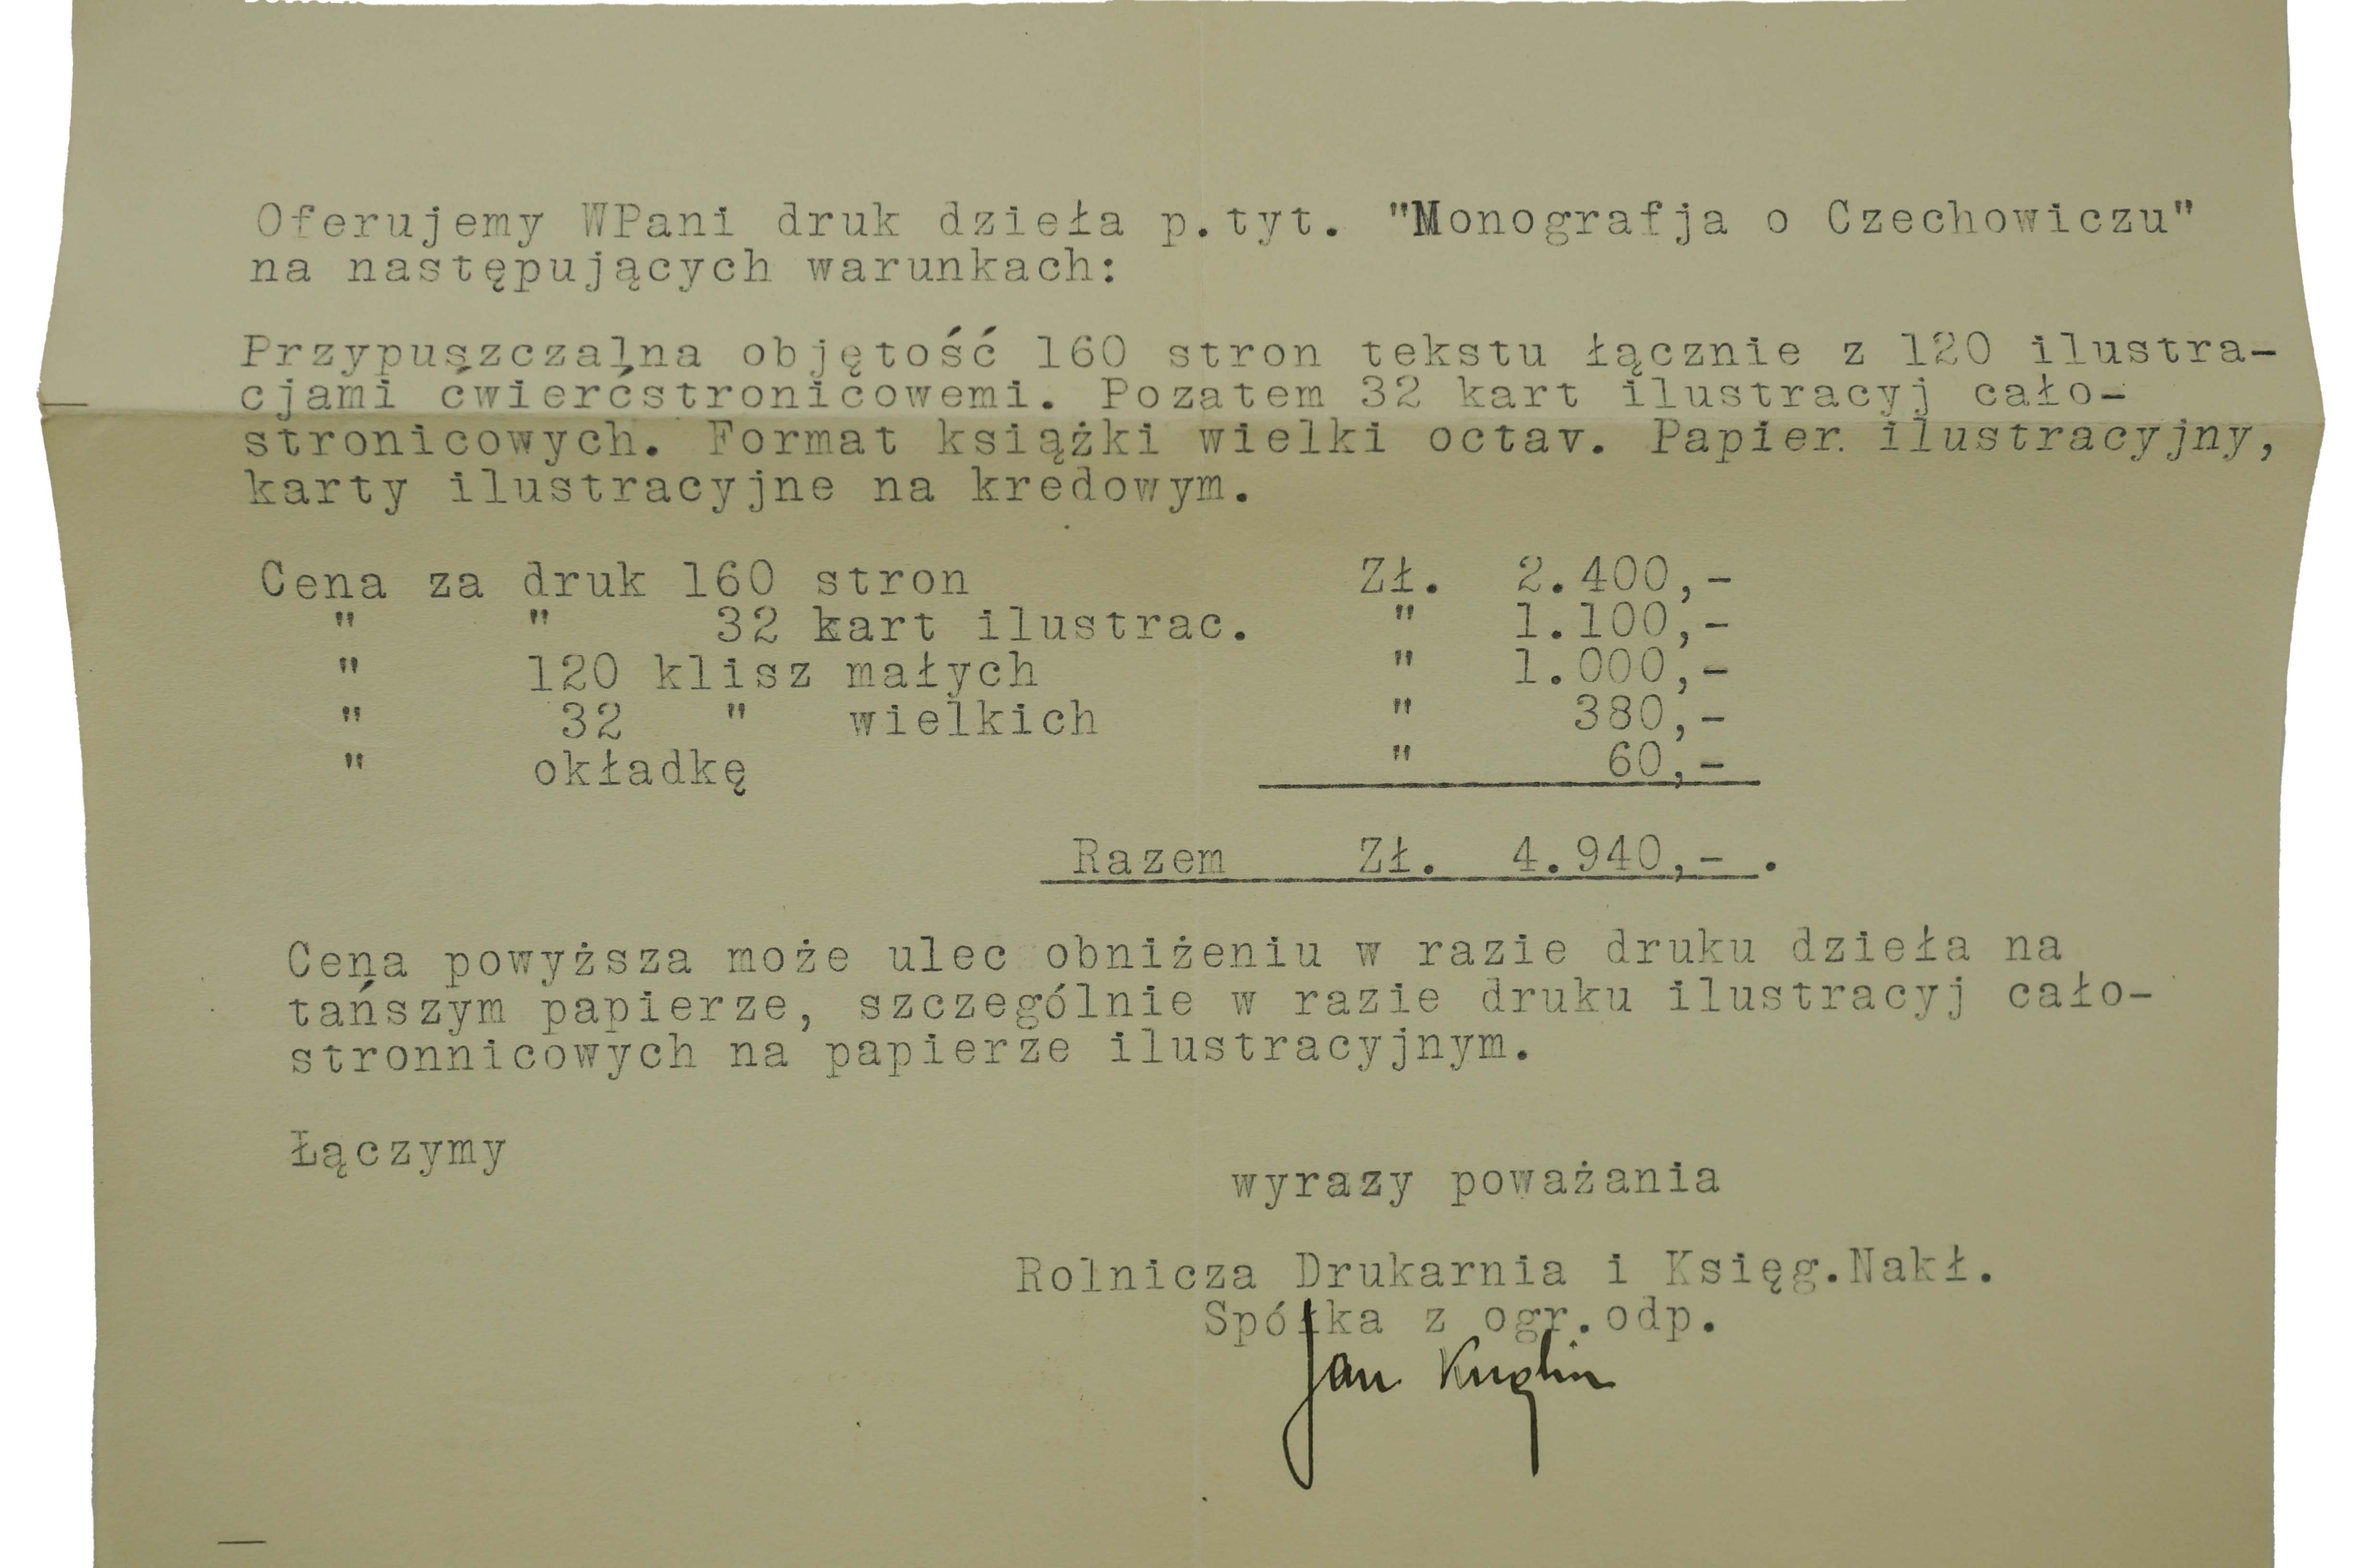 Oferujemy WPani druk dzieła p.tyt. "Monografja o Czechowiczu"
na następujących warunkach:
Przypuszczalna objętość 160 stron tekstu łącznie z 120 ilustra-
cjami ćwierćstronicowemi. Pozatem 32 kart ilustracyj cało-
stronicowych. Format książki wielki octav. Papier ilustracyjny,
karty ilustracyjne na kredowym.
Cena za druk 160 stron Zł. 2.400,-
" " 32 kart ilustrac. " 1.100,-
" 120 klisz małych " 1.000,-
" 32 " wielkich " 380,-
" okładkę " 60,-
Razem Zł. 4.940,- .
Cena powyższa może ulec obniżeniu w razie druku dzieła na
tańszym papierze, szczególnie w razie druku ilustracyj cało-
stronnicowych na papierze ilustracyjnym.
Łączymy
wyrazy poważania
Rolnicza Drukarnia i Księg.Nakł.
Spółka z ogr.odp.
Jan Kuglin